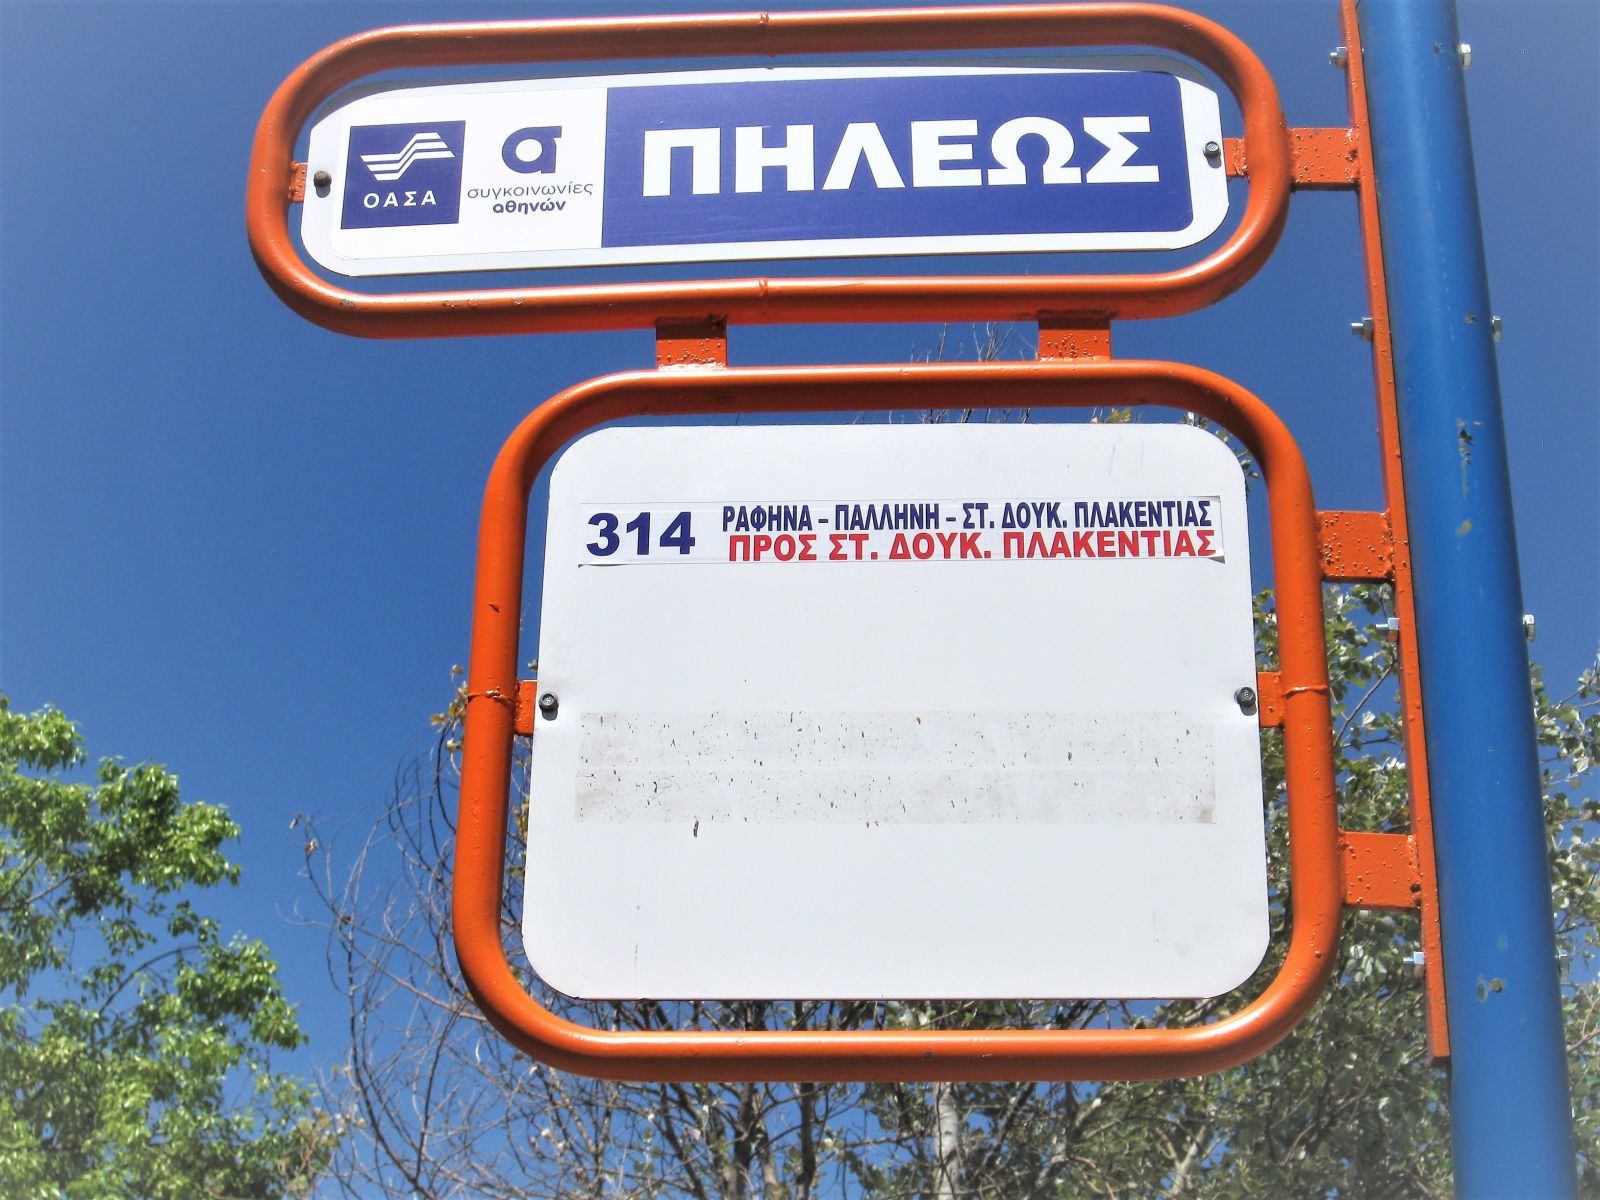 ΟΑΣΑ
συγκοινωνίες
αθηνών
ΠΗΛΕΩΣ
314 ΡΑΦΗΝΑ – ΠΑΛΛΗΝΗ – ΣΤ. ΔΟΥΚ. ΠΛΑΚΕΝΤΙΑΣ
ΠΡΟΣ ΣΤ. ΔΟΥΚ. ΠΛΑΚΕΝΤΙΑΣ